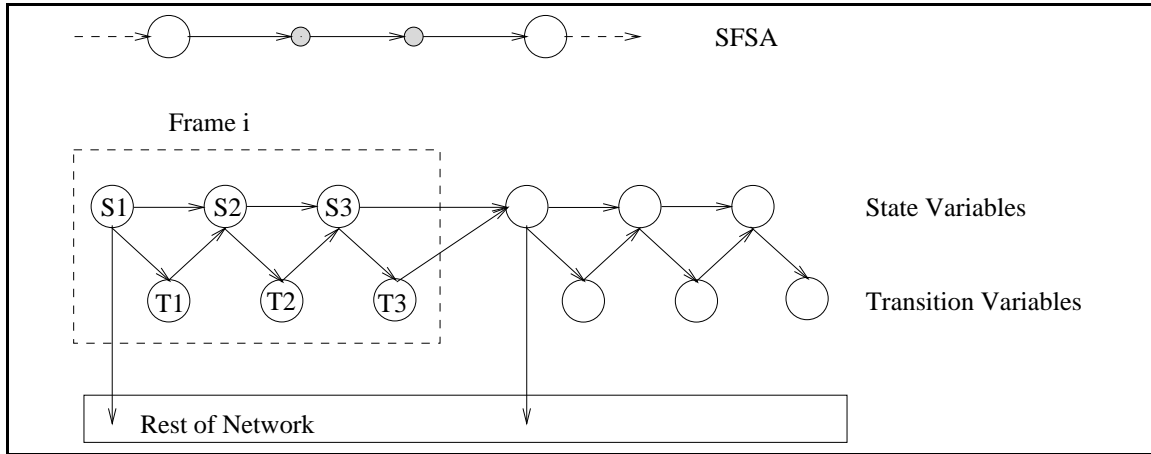 SFSA
Frame i
S1 S2 S3 State Variables
T1 T2 T3 Transition Variables
Rest of Network